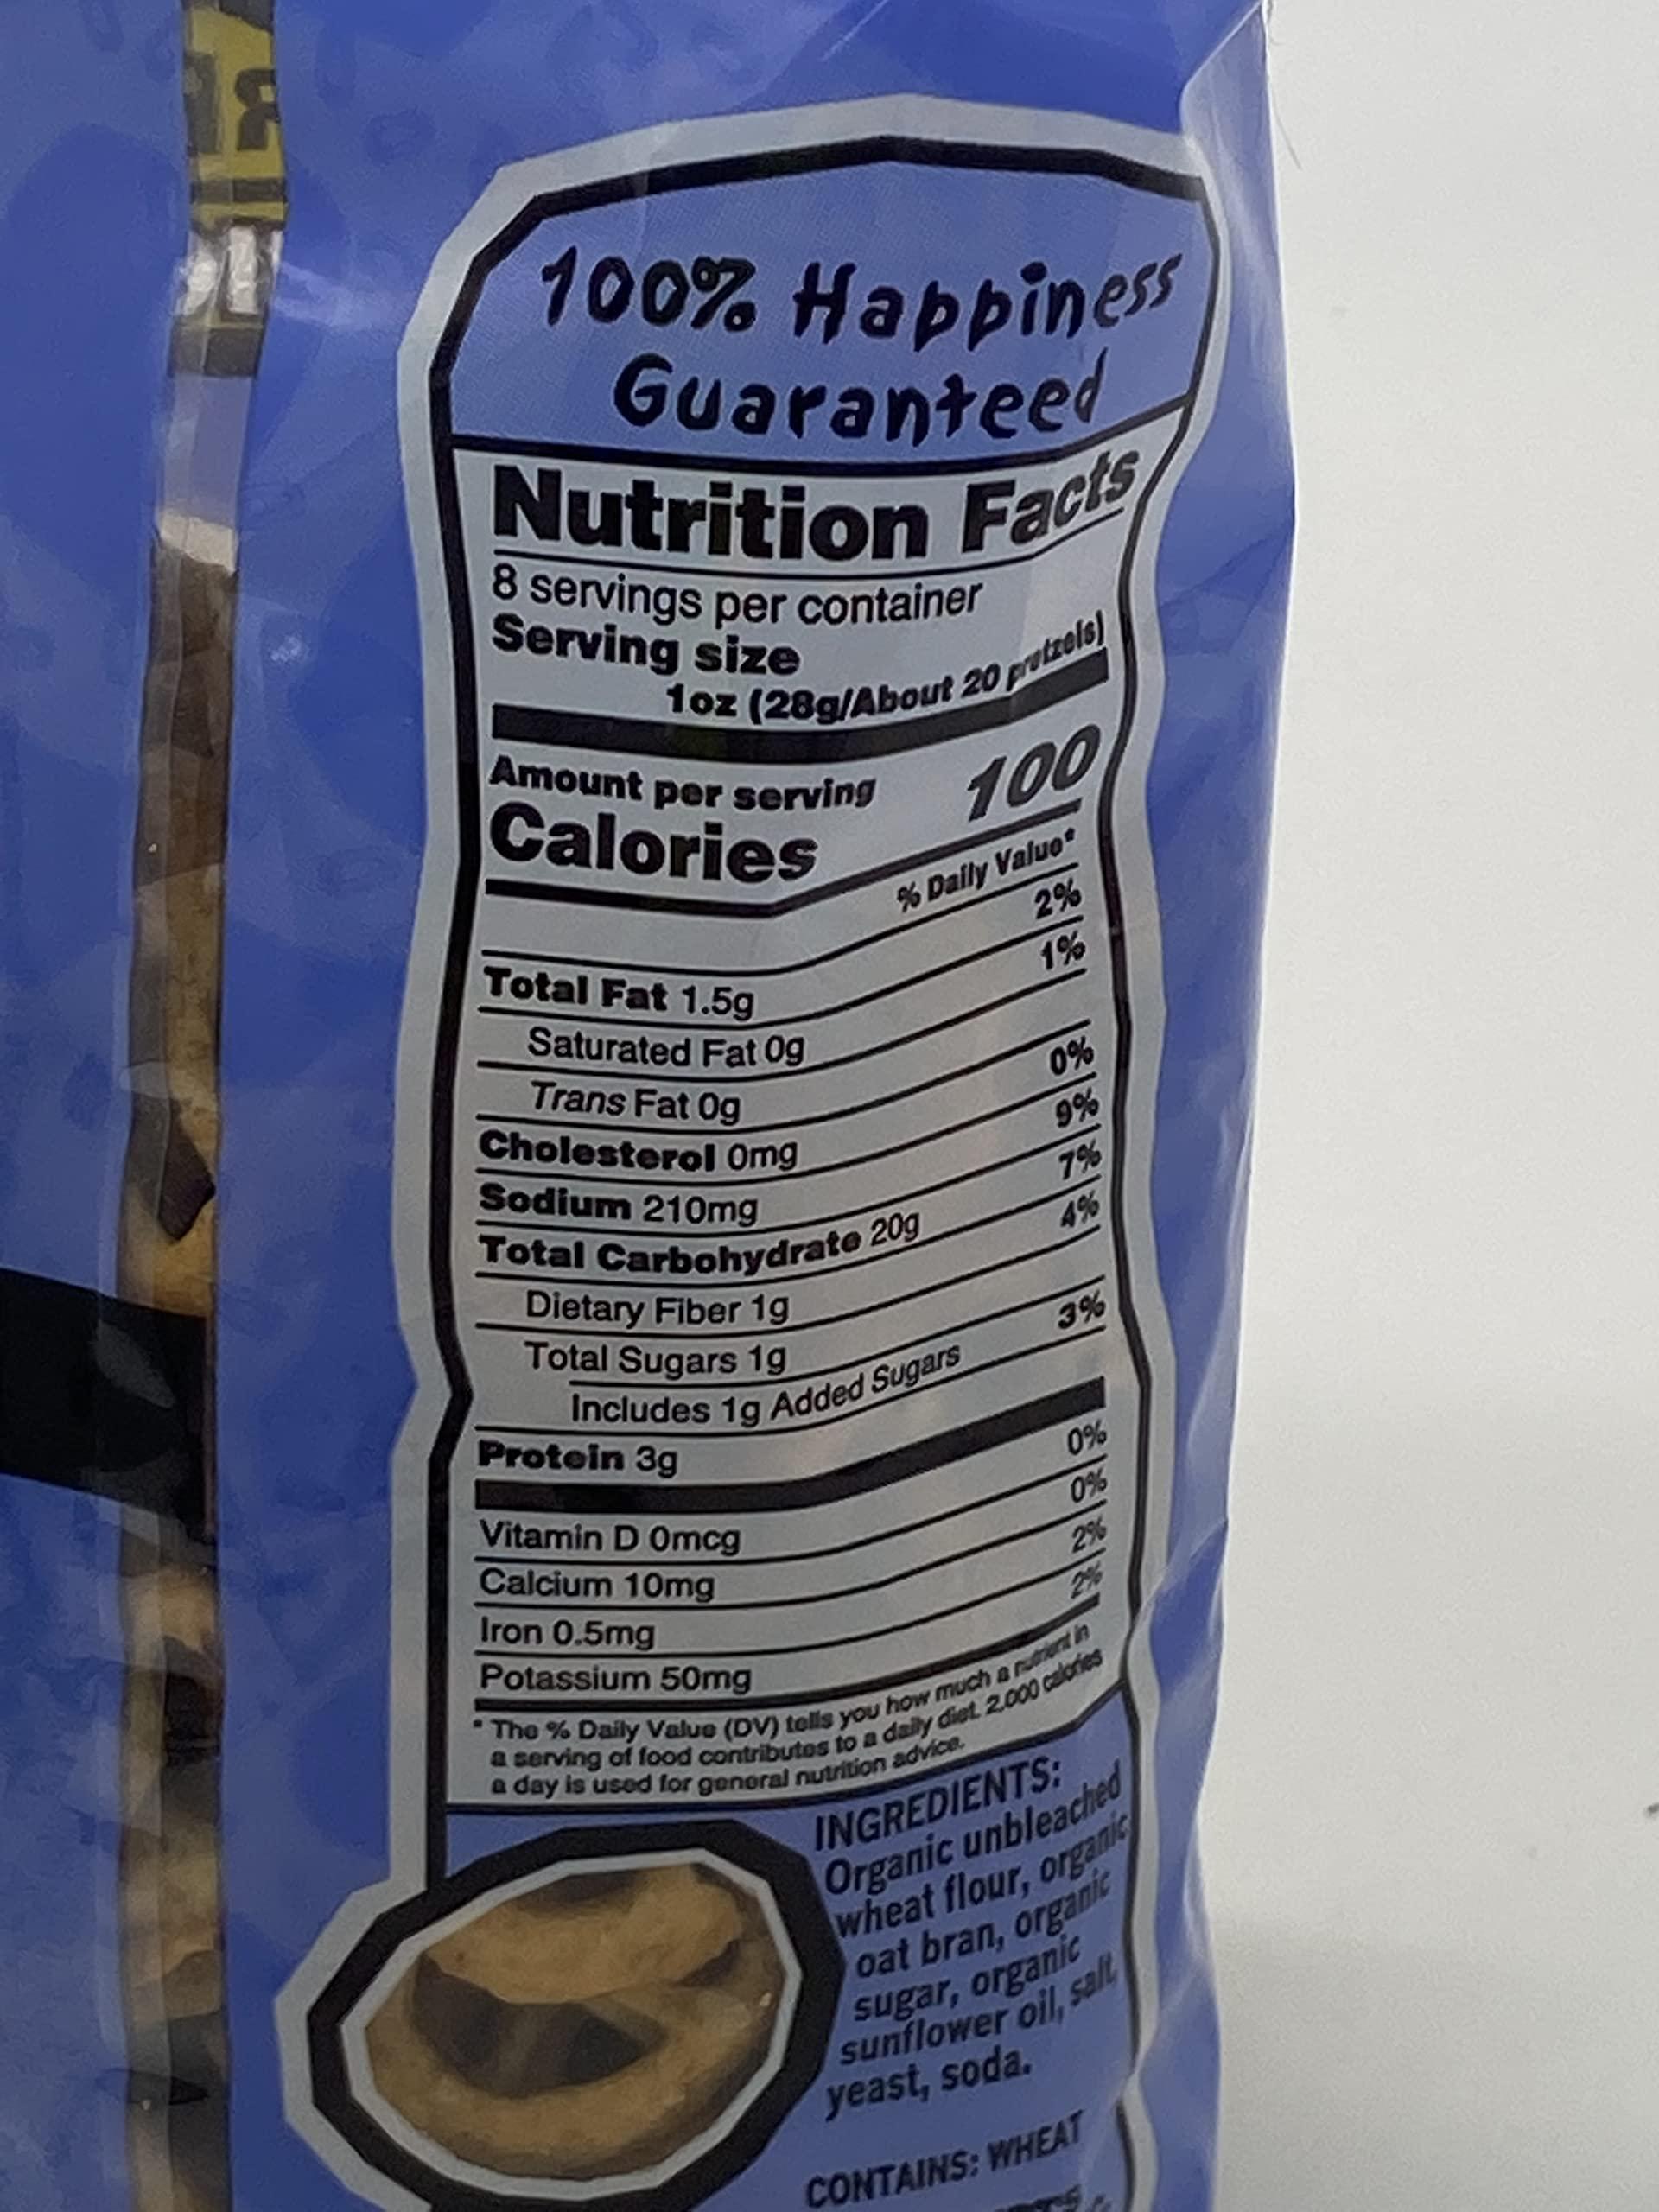 100% Happiness
Guaranteed
Nutrition Facts
8 servings per container
Serving size
1oz (28g/About 20 pretzels)
Amount per serving
Calories 100
% Daily Value*
Total Fat 1.5g 2%
Saturated Fat 0g 1%
Trans Fat 0g
Cholesterol 0mg 0%
Sodium 210mg 9%
Total Carbohydrate 20g 7%
Dietary Fiber 1g 4%
Total Sugars 1g
Includes 1g Added Sugars 3%
Protein 3g
Vitamin D 0mcg 0%
Calcium 10mg 0%
Iron 0.5mg 2%
Potassium 50mg 2%
* The % Daily Value (DV) tells you how much a nutrient in
a serving of food contributes to a daily diet. 2,000 calories
a day is used for general nutrition advice.
INGREDIENTS:
Organic unbleached
wheat flour, organic
oat bran, organic
sugar, organic
sunflower oil, salt,
yeast, soda.
CONTAINS: WHEAT